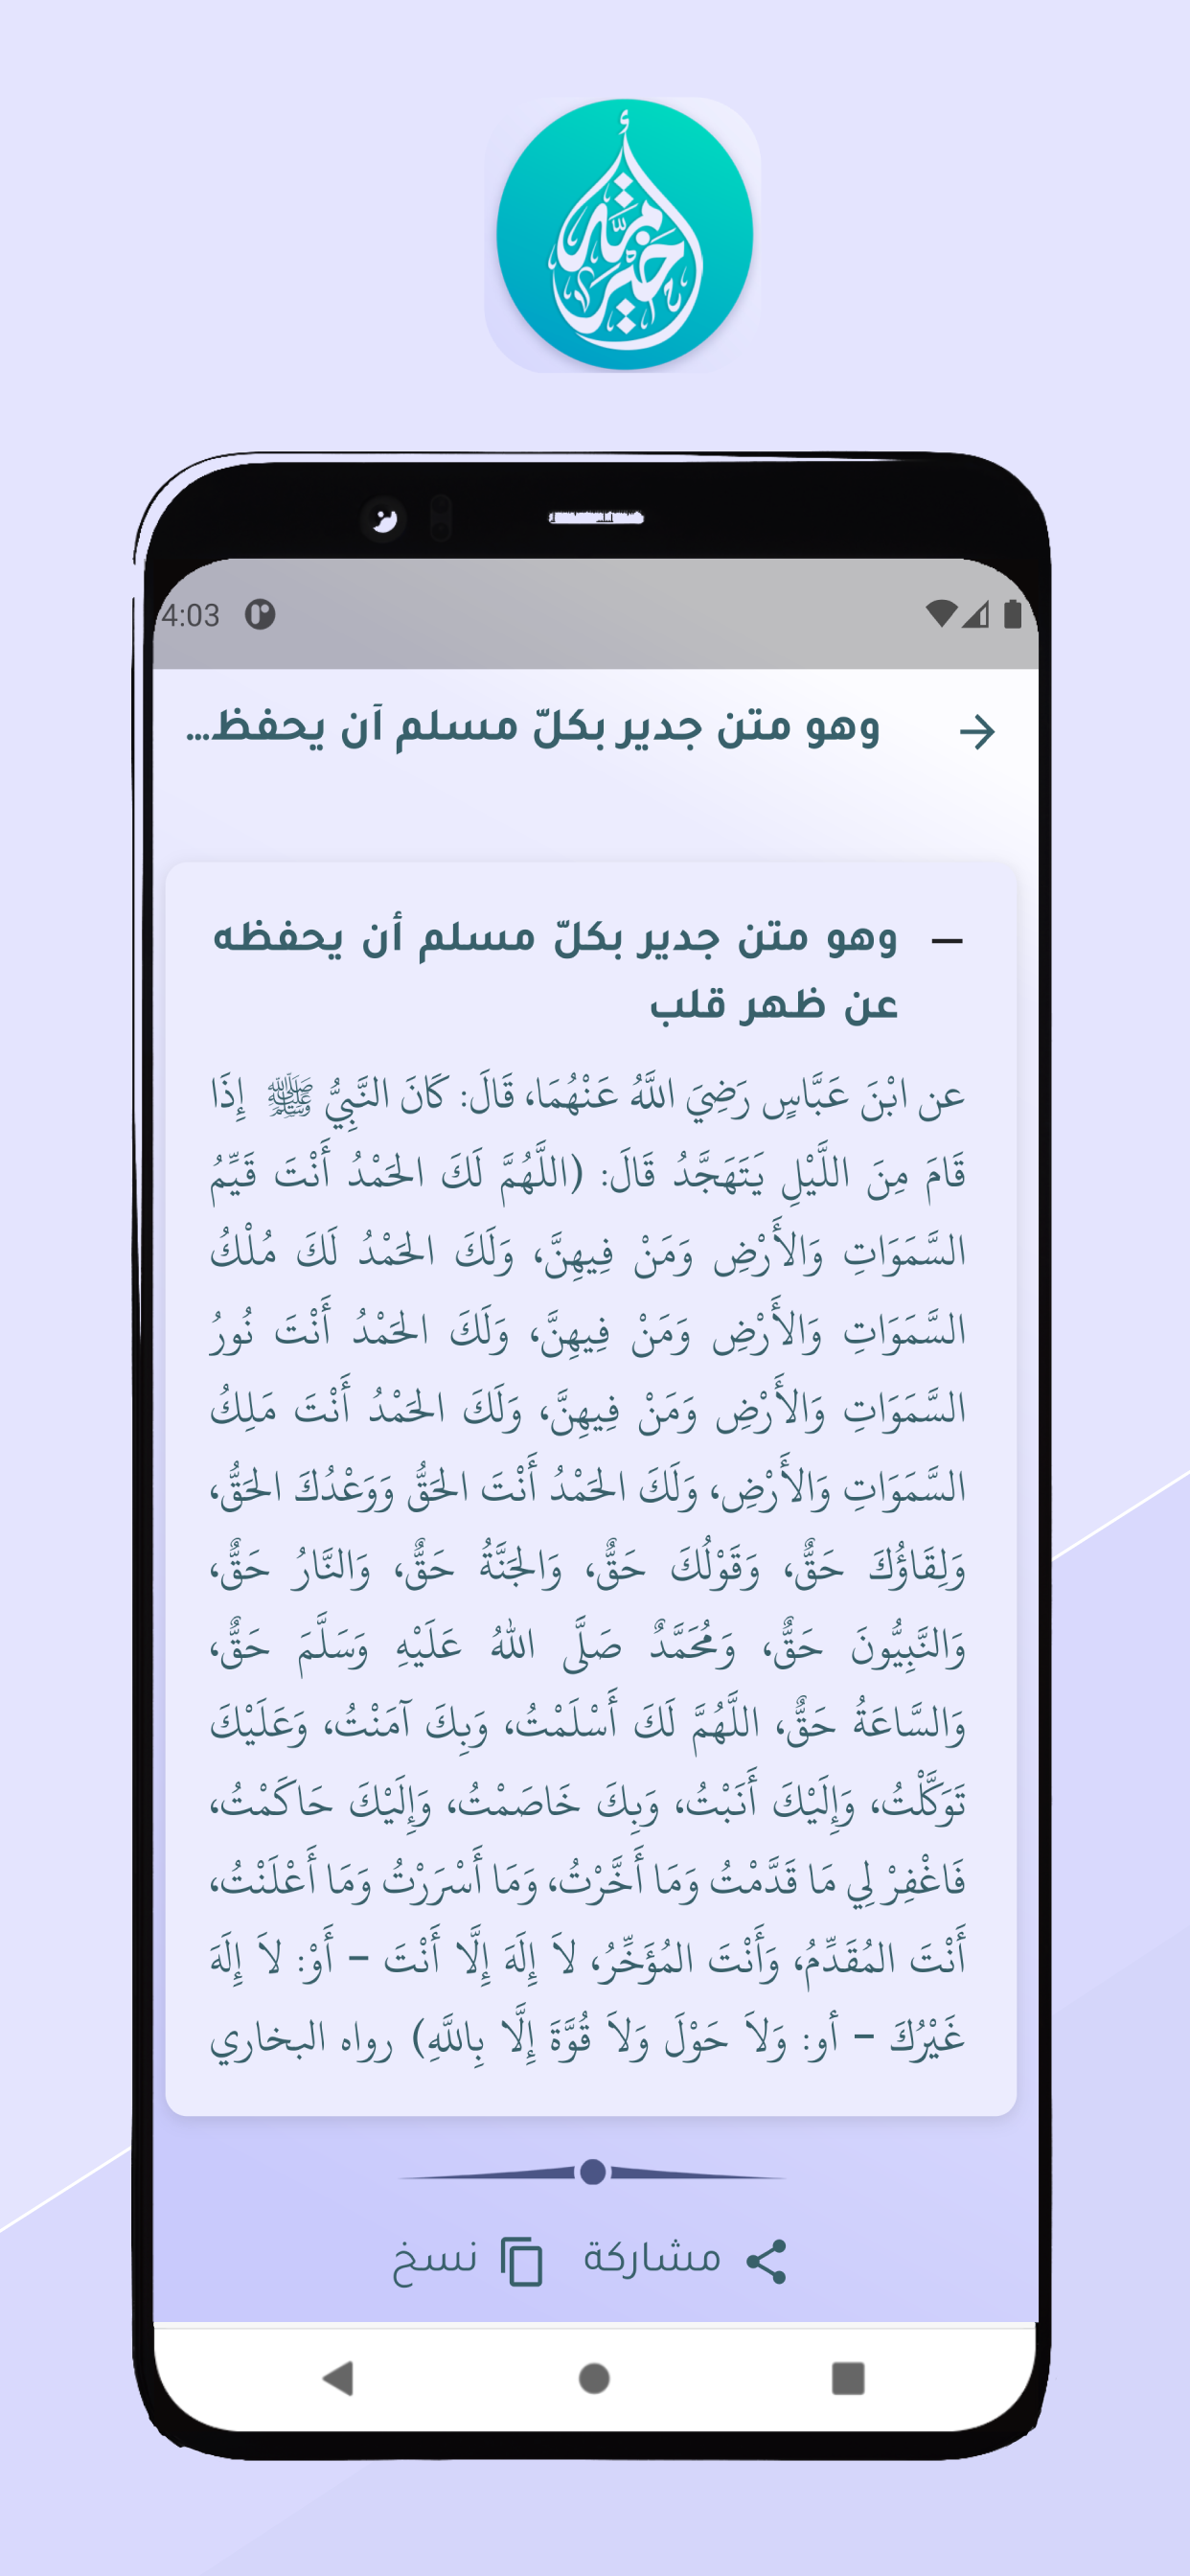 خير أمة
4:03
وهو متن جدير بكلّ مسلم أن يحفظ...
وهو متن جدير بكلّ مسلم أن يحفظه
عن ظهر قلب
عن ابْنَ عَبَّاسٍ رَضِيَ اللَّهُ عَنْهُمَا، قَالَ: كَانَ النَّبِيُّ ﷺ إِذَا
قَامَ مِنَ اللَّيْلِ يَتَهَجَّدُ قَالَ: (اللَّهُمَّ لَكَ الحَمْدُ أَنْتَ قَيِّمُ
السَّمَوَاتِ وَالأَرْضِ وَمَنْ فِيهِنَّ، وَلَكَ الحَمْدُ لَكَ مُلْكُ
السَّمَوَاتِ وَالأَرْضِ وَمَنْ فِيهِنَّ، وَلَكَ الحَمْدُ أَنْتَ نُورُ
السَّمَوَاتِ وَالأَرْضِ وَمَنْ فِيهِنَّ، وَلَكَ الحَمْدُ أَنْتَ مَلِكُ
السَّمَوَاتِ وَالأَرْضِ، وَلَكَ الحَمْدُ أَنْتَ الحَقُّ وَوَعْدُكَ الحَقُّ،
وَلِقَاؤُكَ حَقٌّ، وَقَوْلُكَ حَقٌّ، وَالجَنَّةُ حَقٌّ، وَالنَّارُ حَقٌّ،
وَالنَّبِيُّونَ حَقٌّ، وَمُحَمَّدٌ صَلَّى اللهُ عَلَيْهِ وَسَلَّمَ حَقٌّ،
وَالسَّاعَةُ حَقٌّ، اللَّهُمَّ لَكَ أَسْلَمْتُ، وَبِكَ آمَنْتُ، وَعَلَيْكَ
تَوَكَّلْتُ، وَإِلَيْكَ أَنَبْتُ، وَبِكَ خَاصَمْتُ، وَإِلَيْكَ حَاكَمْتُ،
فَاغْفِرْ لِي مَا قَدَّمْتُ وَمَا أَخَّرْتُ، وَمَا أَسْرَرْتُ وَمَا أَعْلَنْتُ،
أَنْتَ المُقَدِّمُ، وَأَنْتَ المُؤَخِّرُ، لاَ إِلَهَ إِلَّا أَنْتَ – أَوْ: لاَ إِلَهَ
غَيْرُكَ – أو: وَلاَ حَوْلَ وَلاَ قُوَّةَ إِلَّا بِاللَّهِ) رواه البخاري
مشاركة نسخ